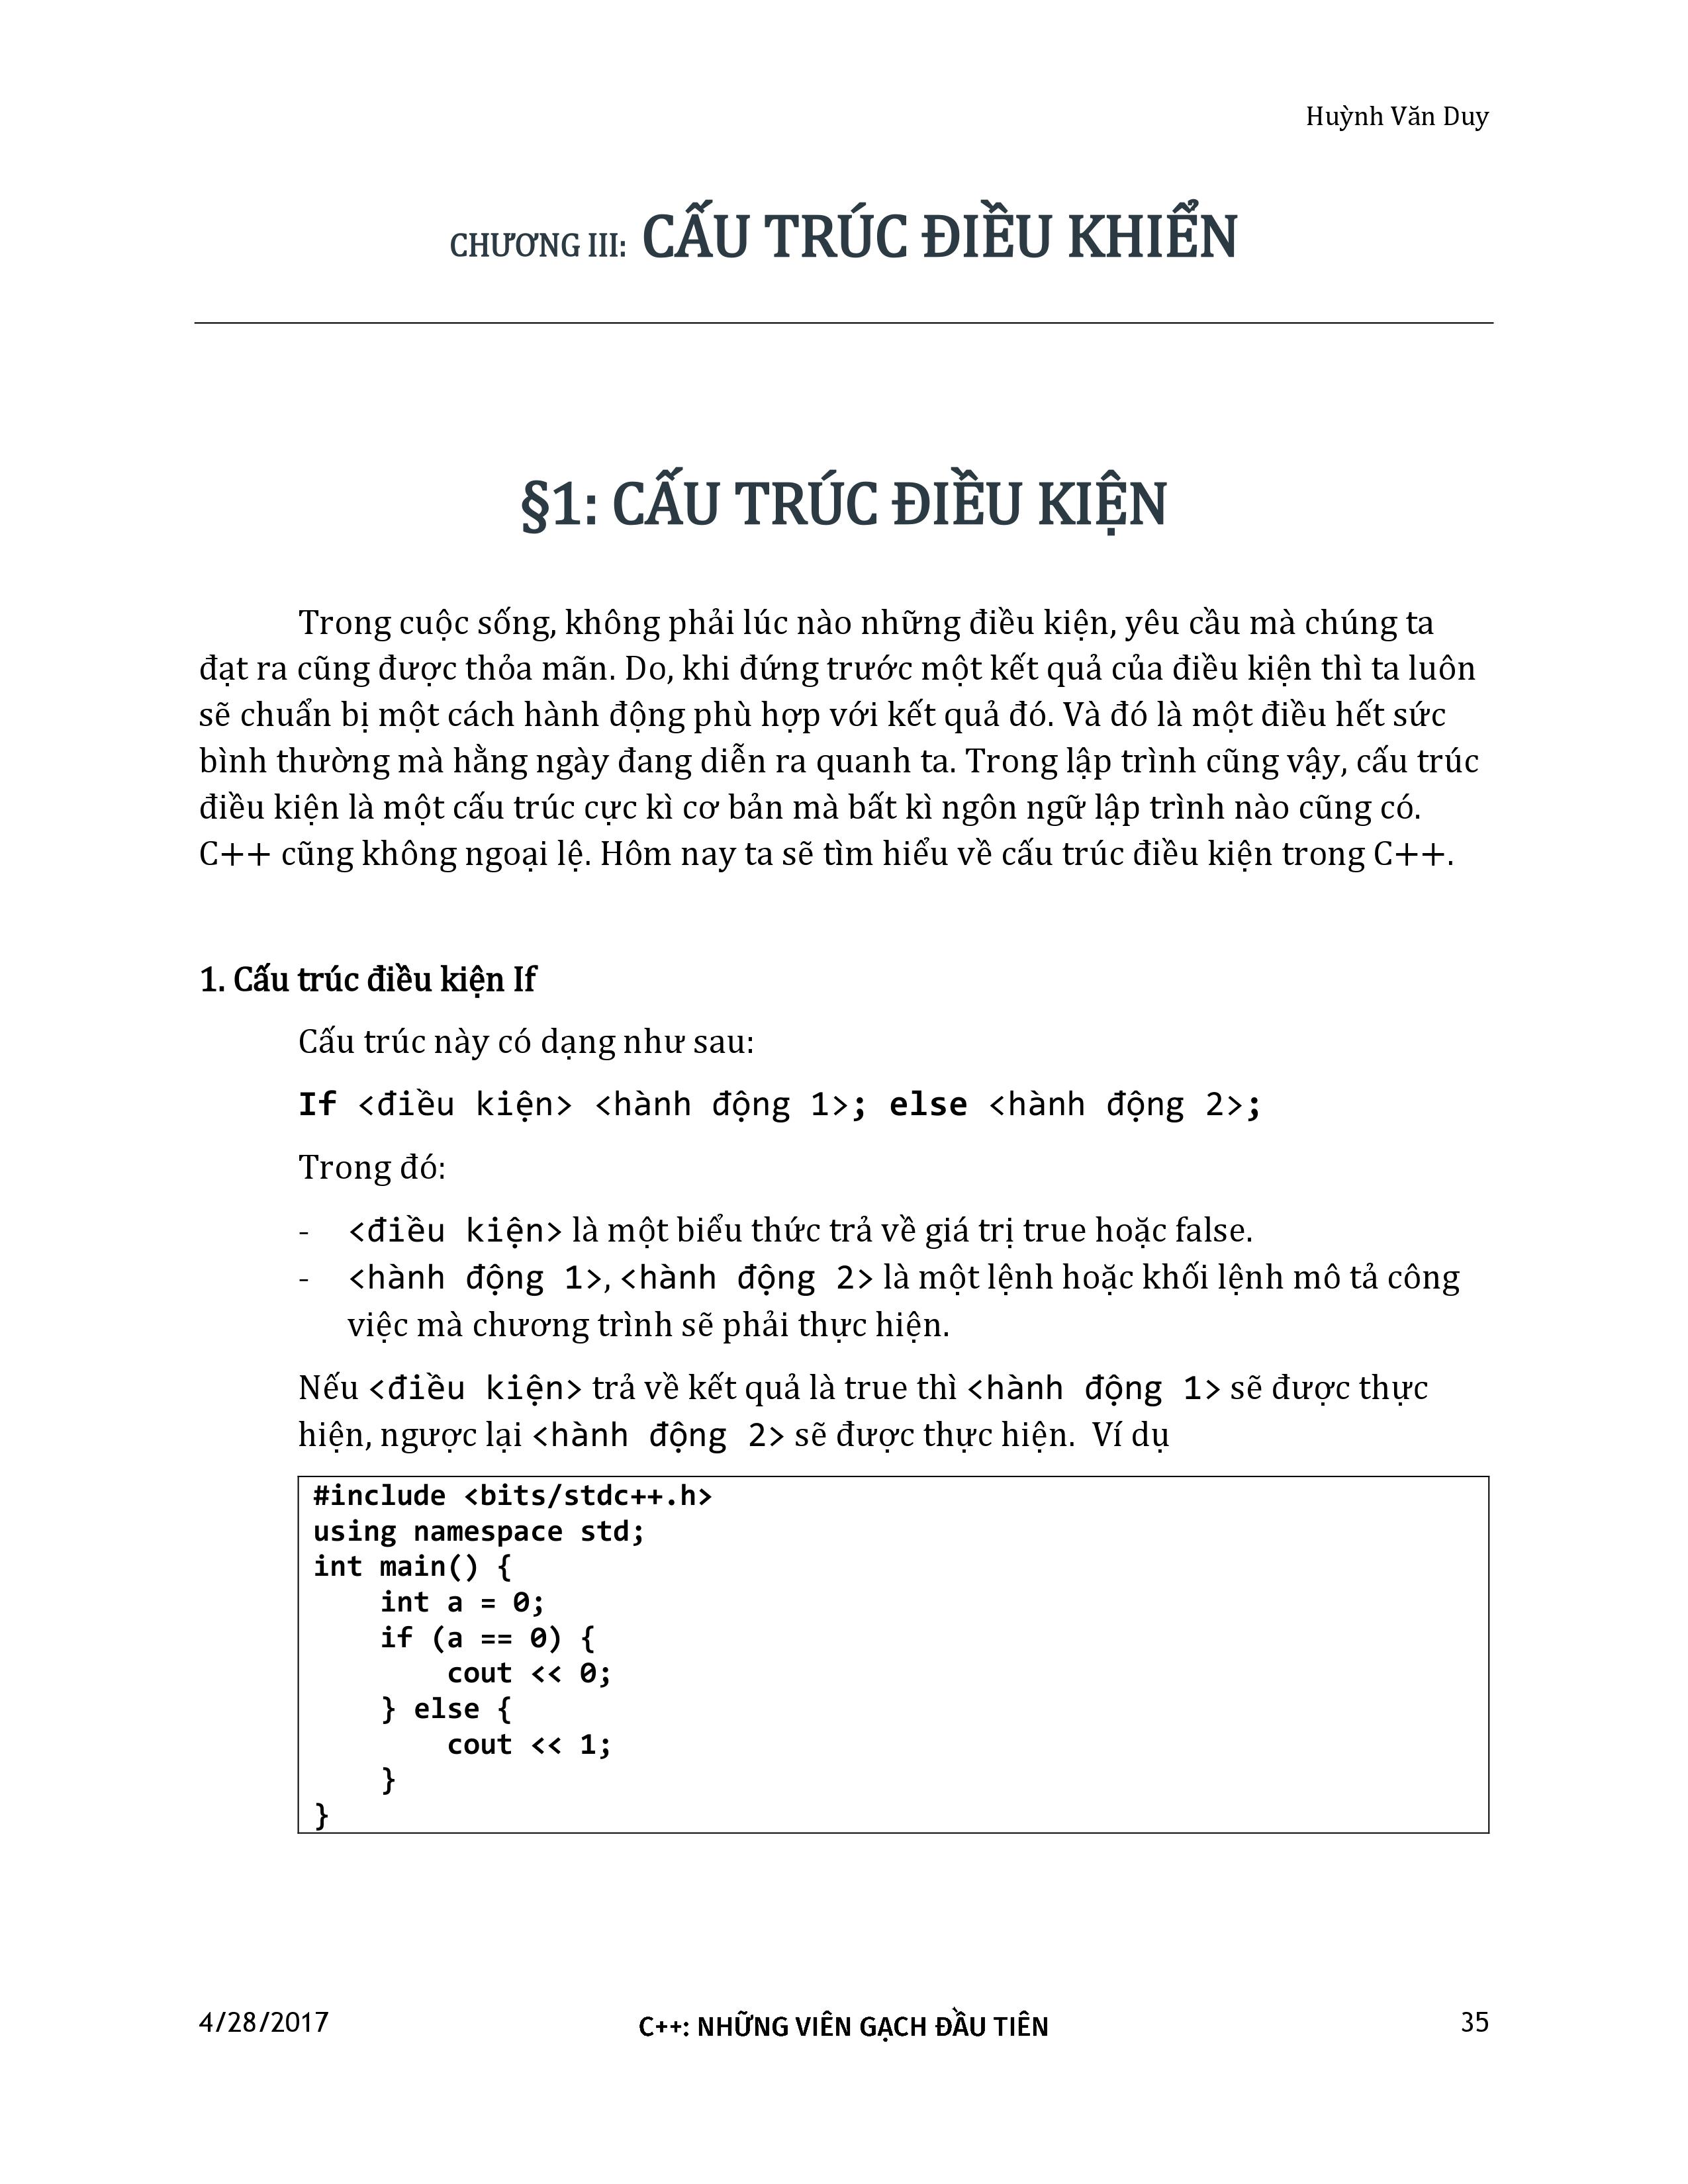 Huỳnh Văn Duy
CHƯƠNG III: CẤU TRÚC ĐIỀU KHIỂN
§1: CẤU TRÚC ĐIỀU KIỆN
Trong cuộc sống, không phải lúc nào những điều kiện, yêu cầu mà chúng ta
đạt ra cũng được thỏa mãn. Do, khi đứng trước một kết quả của điều kiện thì ta luôn
sẽ chuẩn bị một cách hành động phù hợp với kết quả đó. Và đó là một điều hết sức
bình thường mà hằng ngày đang diễn ra quanh ta. Trong lập trình cũng vậy, cấu trúc
điều kiện là một cấu trúc cực kì cơ bản mà bất kì ngôn ngữ lập trình nào cũng có.
C++ cũng không ngoại lệ. Hôm nay ta sẽ tìm hiểu về cấu trúc điều kiện trong C++.
1. Cấu trúc điều kiện If
Cấu trúc này có dạng như sau:
If <điều kiện> <hành động 1>; else <hành động 2>;
Trong đó:
- <điều kiện> là một biểu thức trả về giá trị true hoặc false.
- <hành động 1>, <hành động 2> là một lệnh hoặc khối lệnh mô tả công
việc mà chương trình sẽ phải thực hiện.
Nếu <điều kiện> trả về kết quả là true thì <hành động 1> sẽ được thực
hiện, ngược lại <hành động 2> sẽ được thực hiện.  Ví dụ
#include <bits/stdc++.h>
using namespace std;
int main() {
    int a = 0;
    if (a == 0) {
        cout << 0;
    } else {
        cout << 1;
    }
}
4/28/2017 C++: NHỮNG VIÊN GẠCH ĐẦU TIÊN 35